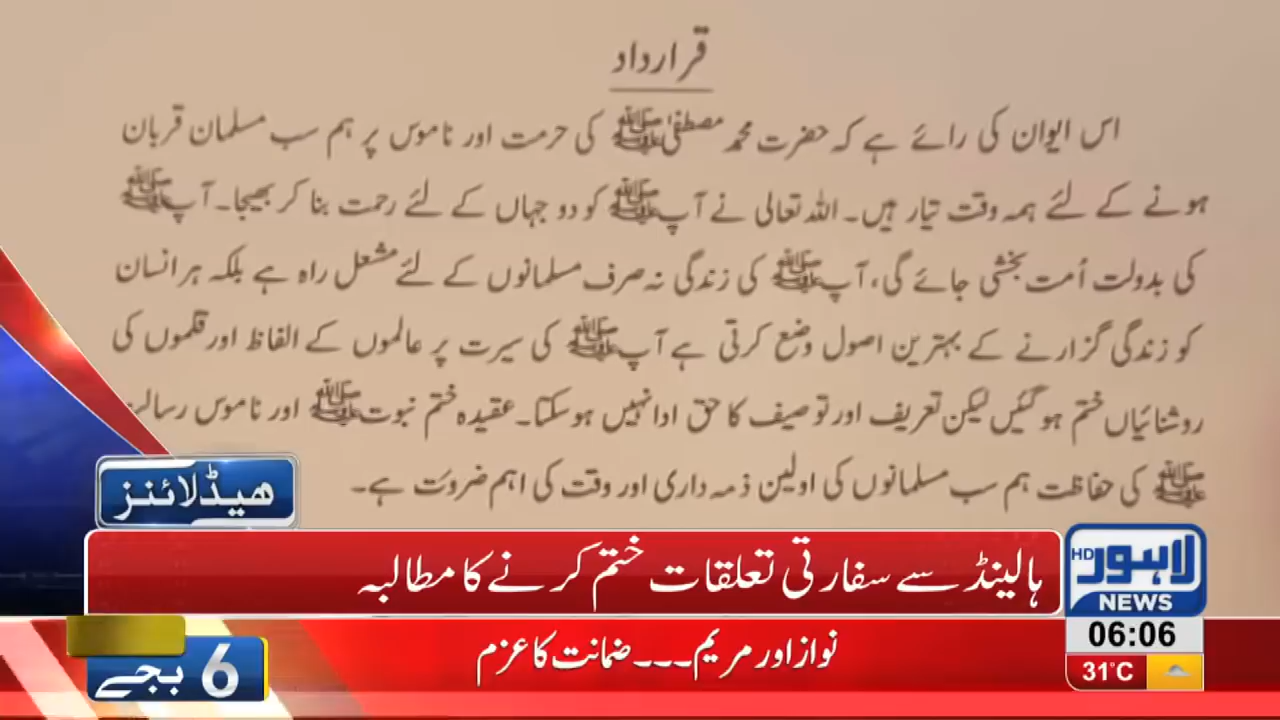 قرارداد
اس ایوان کی رائے ہے کہ حضرت محمد مصطفیٰ ﷺ کی حرمت اور ناموس پر ہم سب مسلمان قربان
ہونے کے لئے ہمہ وقت تیار ہیں۔ اللہ تعالی نے آپ ﷺ کو دو جہاں کے لئے رحمت بنا کر بھیجا۔ آپ ﷺ
کی بدولت اُمت بخشی جائے گی، آپ ﷺ کی زندگی نہ صرف مسلمانوں کے لئے مشعل راہ ہے بلکہ ہر انسان
کو زندگی گزارنے کے بہترین اصول وضع کرتی ہے آپ ﷺ کی سیرت پر عالموں کے الفاظ اور قلموں کی
روشنائیاں ختم ہو گئیں لیکن تعریف اور توصیف کا حق ادا نہیں ہو سکتا۔ عقیدہ ختم نبوت ﷺ اور ناموس رسالت
ﷺ کی حفاظت ہم سب مسلمانوں کی اولین ذمہ داری اور وقت کی اہم ضرورت ہے۔
ہیڈلائنز
ہالینڈ سے سفارتی تعلقات ختم کرنے کا مطالبہ
لاہور HD
NEWS
06:06
31°C
نواز اور مریم۔۔۔ ضمانت کا عزم
6 بجے